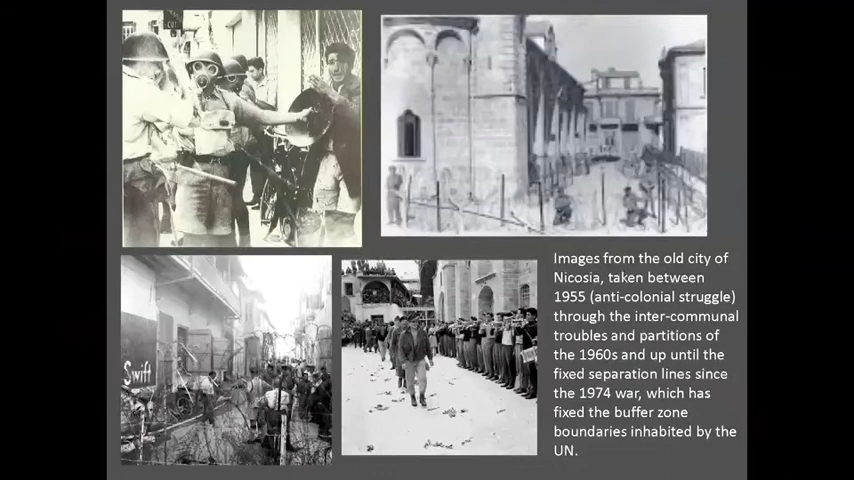 Images from the old city of
Nicosia, taken between
1955 (anti-colonial struggle)
through the inter-communal
troubles and partitions of
the 1960s and up until the
fixed separation lines since
the 1974 war, which has
fixed the buffer zone
boundaries inhabited by the
UN.
Swift